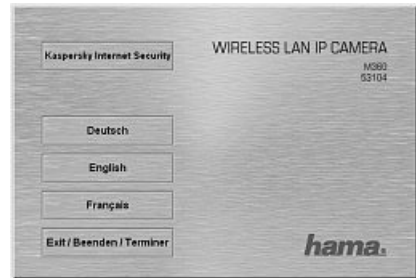 Kaspersky Internet Security
WIRELESS LAN IP CAMERA
M360
53104
Deutsch
English
Français
Exit / Beenden / Terminer
hama.